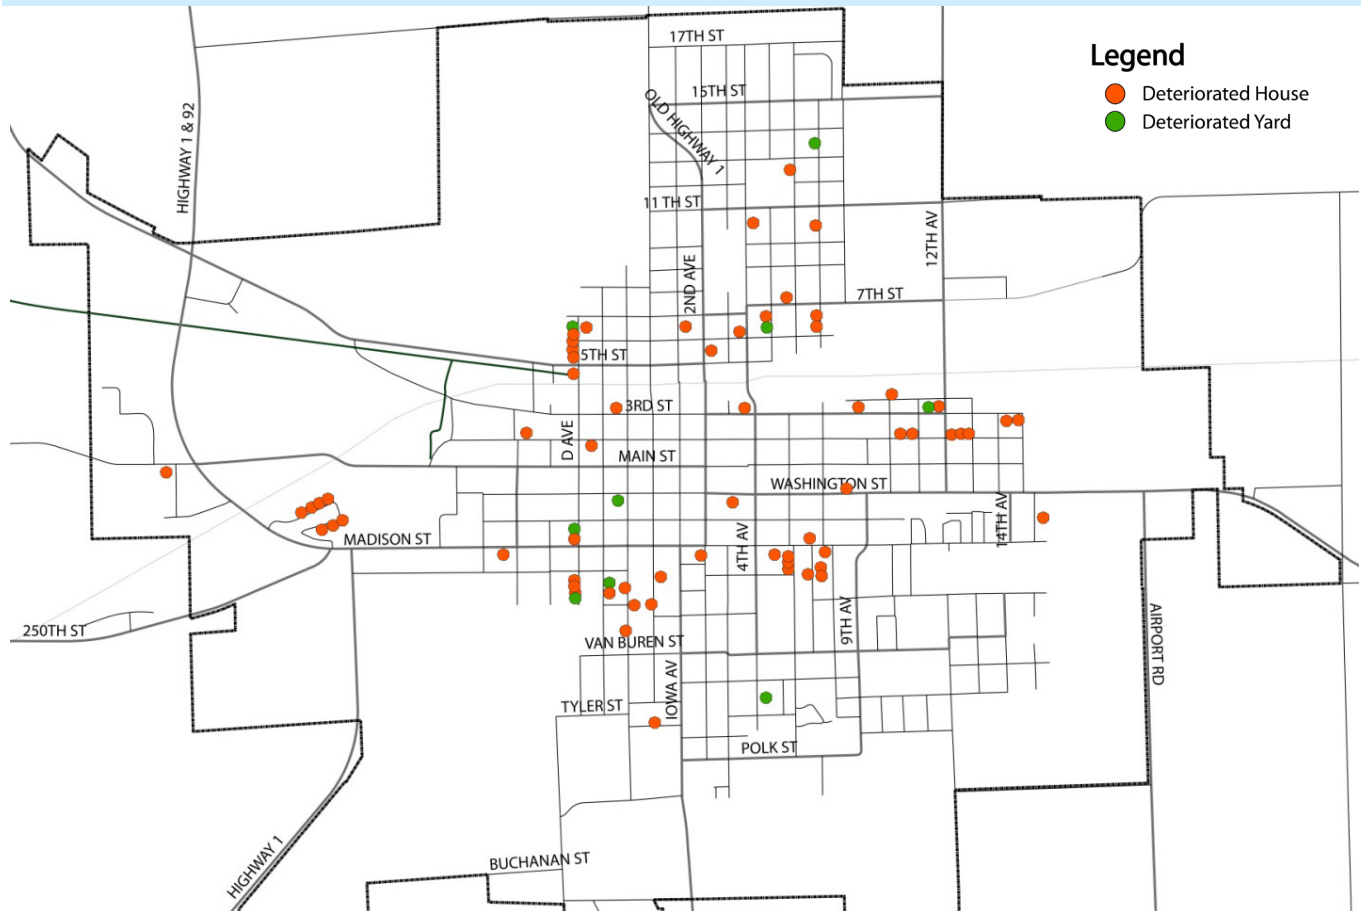 17TH ST
Legend
15TH ST
Deteriorated House
Deteriorated Yard
OLD HIGHWAY 1
HIGHWAY 1 & 92
11 TH ST
12TH AV
2ND AVE
7TH ST
5TH ST
3RD ST
D AVE
MAIN ST
WASHINGTON ST
14TH AV
MADISON ST
4TH AV
9TH AV
250TH ST
VAN BUREN ST
AIRPORT RD
IOWA AV
TYLER ST
POLK ST
BUCHANAN ST
HIGHWAY 1